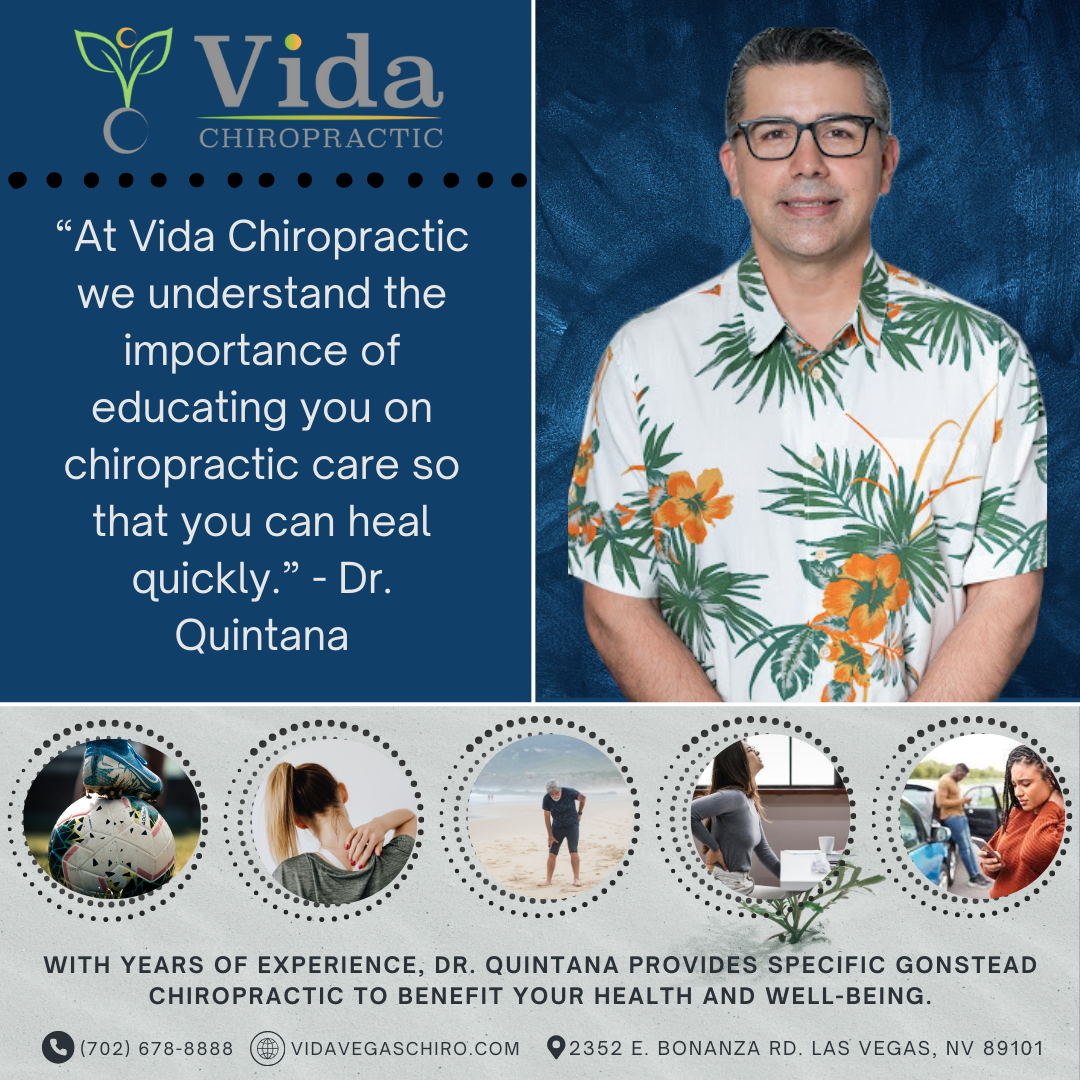 Vida
CHIROPRACTIC
“At Vida Chiropractic
we understand the
importance of
educating you on
chiropractic care so
that you can heal
quickly.” - Dr.
Quintana
WITH YEARS OF EXPERIENCE, DR. QUINTANA PROVIDES SPECIFIC GONSTEAD
CHIROPRACTIC TO BENEFIT YOUR HEALTH AND WELL-BEING.
(702) 678-8888 VIDAVEGASCHIRO.COM 2352 E. BONANZA RD. LAS VEGAS, NV 89101